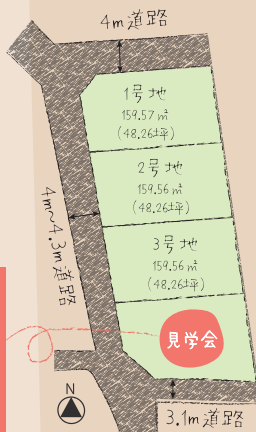 4m道路
1号地
159.57㎡
(48.26坪)
2号地
159.56㎡
(48.26坪)
4m~4.3m道路
3号地
159.56㎡
(48.26坪)
見学会
N
3.1m道路